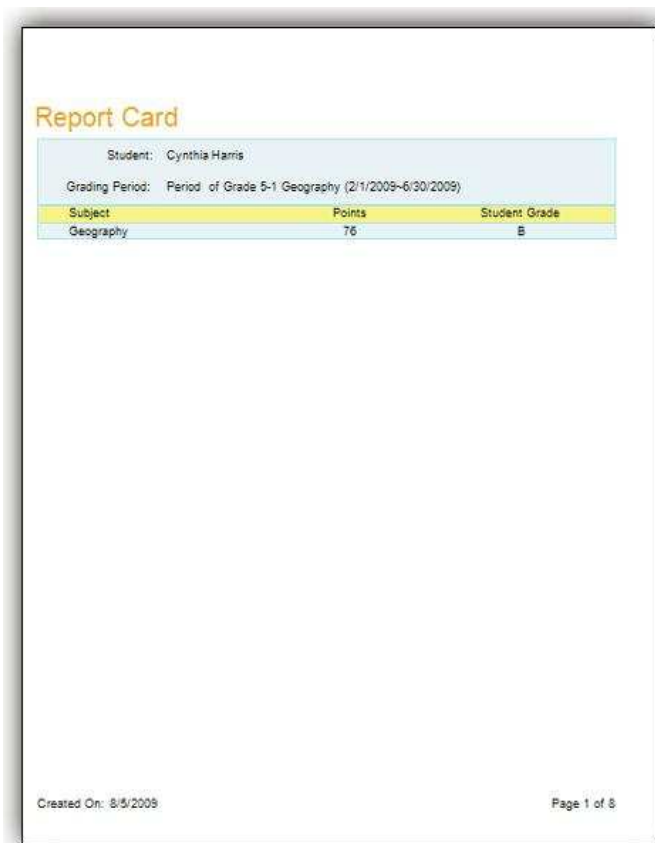 Report Card
Student: Cynthia Harris
Grading Period: Period of Grade 5-1 Geography (2/1/2009~6/30/2009)
Subject Points Student Grade
Geography 76 B
Created On: 8/5/2009 Page 1 of 8